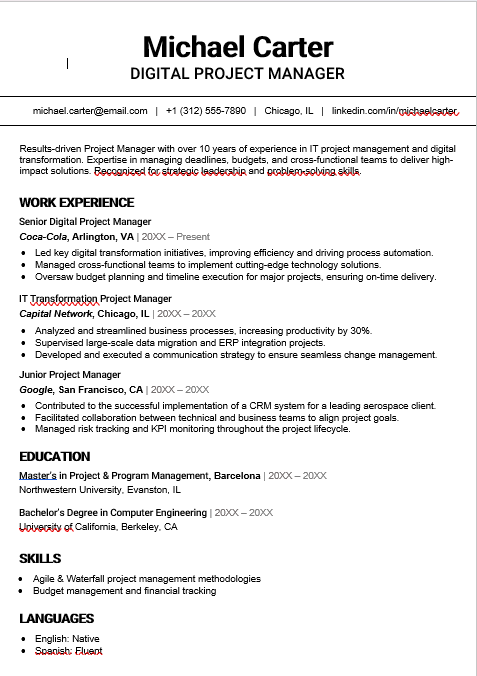 Michael Carter
DIGITAL PROJECT MANAGER
michael.carter@email.com | +1 (312) 555-7890 | Chicago, IL | linkedin.com/in/michaelcarter
Results-driven Project Manager with over 10 years of experience in IT project management and digital
transformation. Expertise in managing deadlines, budgets, and cross-functional teams to deliver high-
impact solutions. Recognized for strategic leadership and problem-solving skills.
WORK EXPERIENCE
Senior Digital Project Manager
Coca-Cola, Arlington, VA | 20XX – Present
• Led key digital transformation initiatives, improving efficiency and driving process automation.
• Managed cross-functional teams to implement cutting-edge technology solutions.
• Oversaw budget planning and timeline execution for major projects, ensuring on-time delivery.
IT Transformation Project Manager
Capital Network, Chicago, IL | 20XX – 20XX
• Analyzed and streamlined business processes, increasing productivity by 30%.
• Supervised large-scale data migration and ERP integration projects.
• Developed and executed a communication strategy to ensure seamless change management.
Junior Project Manager
Google, San Francisco, CA | 20XX – 20XX
• Contributed to the successful implementation of a CRM system for a leading aerospace client.
• Facilitated collaboration between technical and business teams to align project goals.
• Managed risk tracking and KPI monitoring throughout the project lifecycle.
EDUCATION
Master's in Project & Program Management, Barcelona | 20XX – 20XX
Northwestern University, Evanston, IL
Bachelor's Degree in Computer Engineering | 20XX – 20XX
University of California, Berkeley, CA
SKILLS
• Agile & Waterfall project management methodologies
• Budget management and financial tracking
LANGUAGES
• English: Native
• Spanish: Fluent